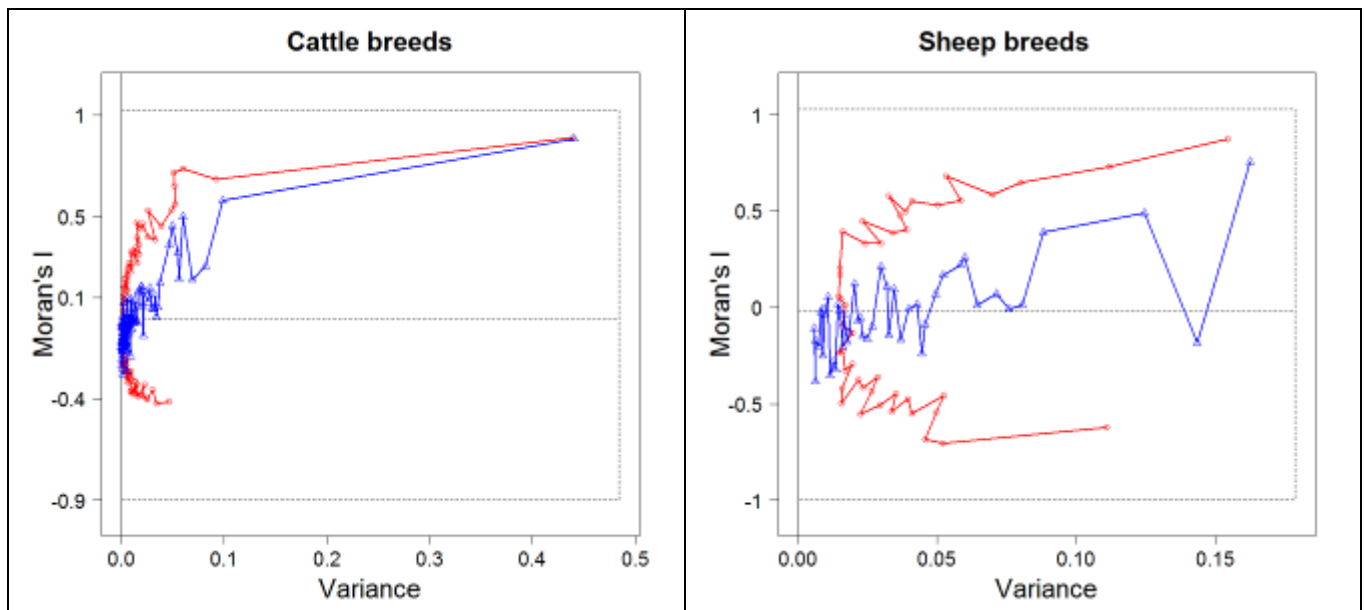 Cattle breeds
Moran's I
1
0.5
0.1
-0.4
-0.9
0.0 0.1 0.2 0.3 0.4 0.5
Variance
Sheep breeds
Moran's I
1
0.5
0
-0.5
-1
0.00 0.05 0.10 0.15
Variance